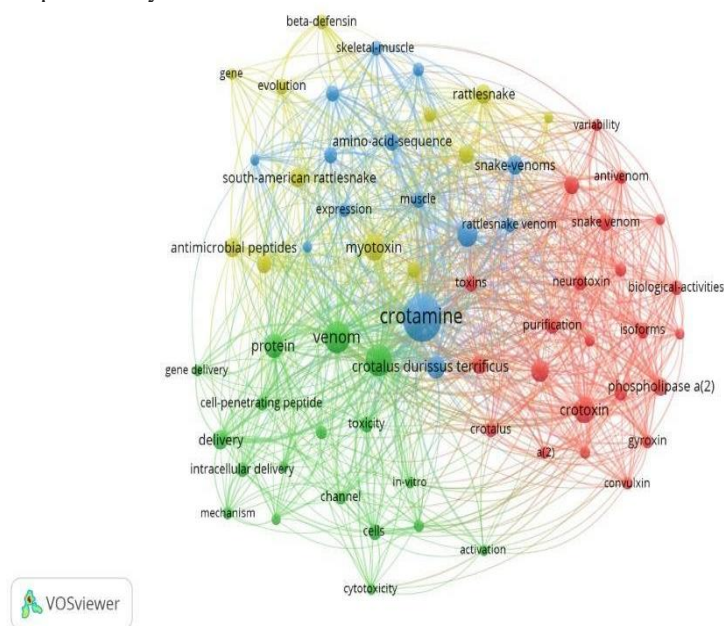 beta-defensin
skeletal-muscle
gene
evolution
rattlesnake
variability
amino-acid-sequence
snake-venoms
south-american rattlesnake
antivenom
muscle
expression
rattlesnake venom
snake venom
antimicrobial peptides
myotoxin
toxins
neurotoxin
biological-activities
crotamine
purification
isoforms
protein
venom
gene delivery
crotalus durissus terrificus
phospholipase a(2)
cell-penetrating peptide
crotoxin
toxicity
crotalus
delivery
gyroxin
a(2)
intracellular delivery
in-vitro
convulxin
channel
mechanism
cells
activation
cytotoxicity
VOSviewer